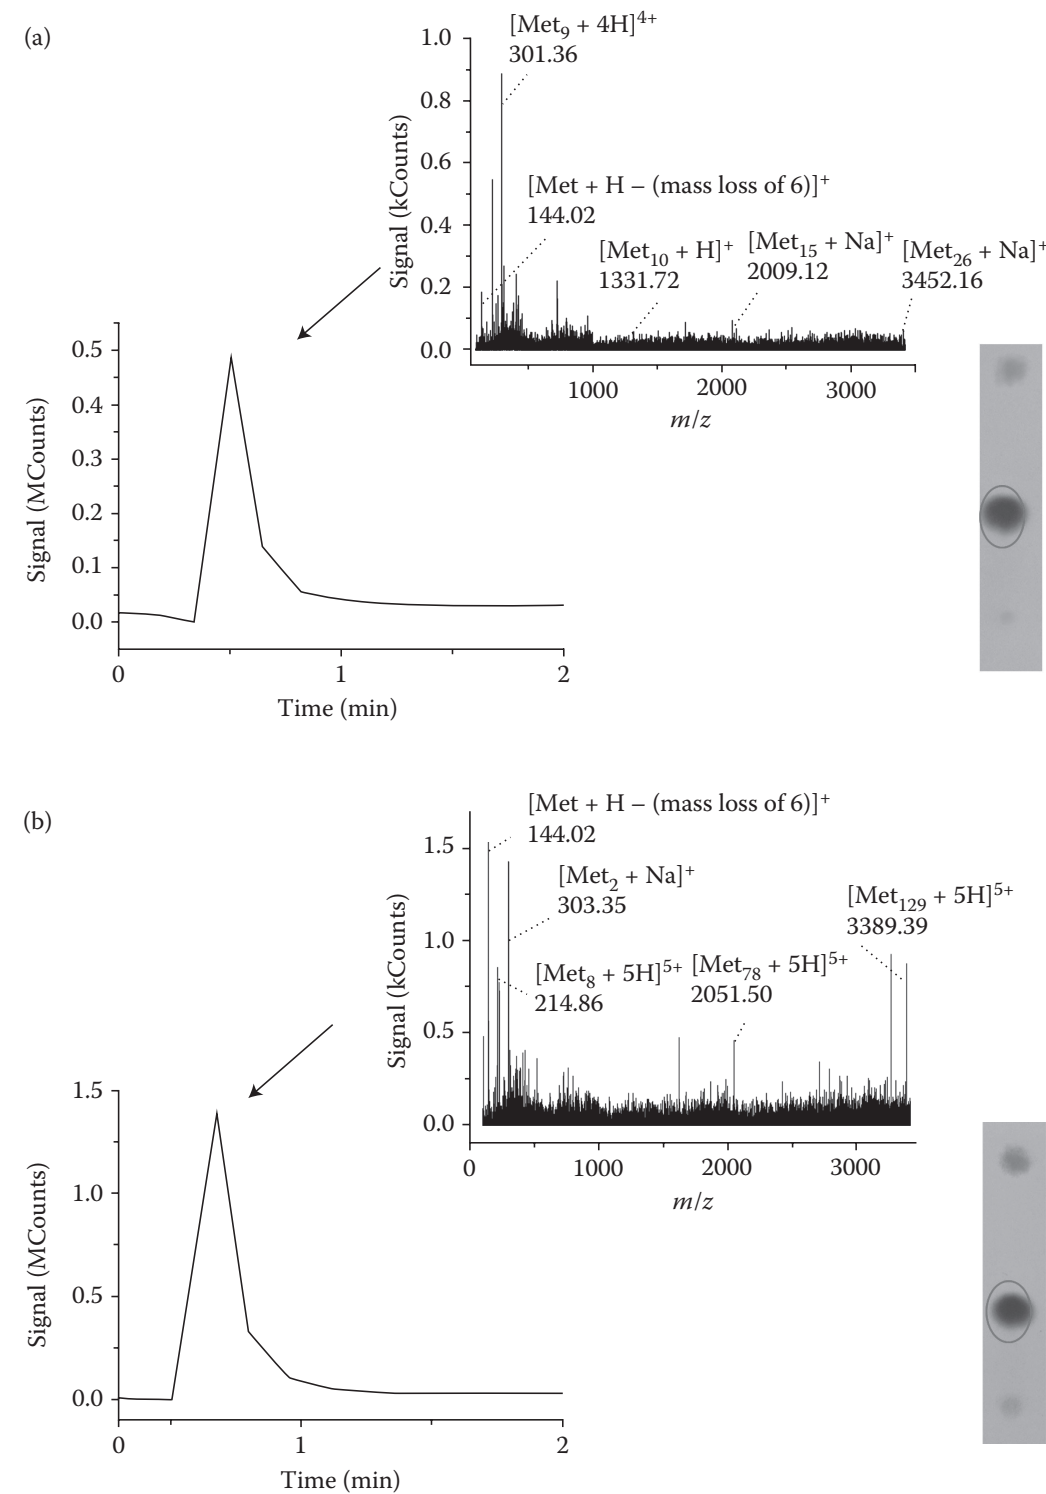 (a)
[Met9 + 4H]4+
301.36
[Met + H – (mass loss of 6)]+
144.02
[Met10 + H]+
1331.72
[Met15 + Na]+
2009.12
[Met26 + Na]+
3452.16
Signal (kCounts)
1.0
0.8
0.6
0.4
0.2
0.0
1000 2000 3000
m/z
Signal (MCounts)
0.5
0.4
0.3
0.2
0.1
0.0
0 1 2
Time (min)
(b)
[Met + H – (mass loss of 6)]+
144.02
[Met2 + Na]+
303.35
[Met129 + 5H]5+
3389.39
[Met8 + 5H]5+
214.86
[Met78 + 5H]5+
2051.50
Signal (kCounts)
1.5
1.0
0.5
0.0
0 1000 2000 3000
m/z
Signal (MCounts)
1.5
1.0
0.5
0.0
0 1 2
Time (min)